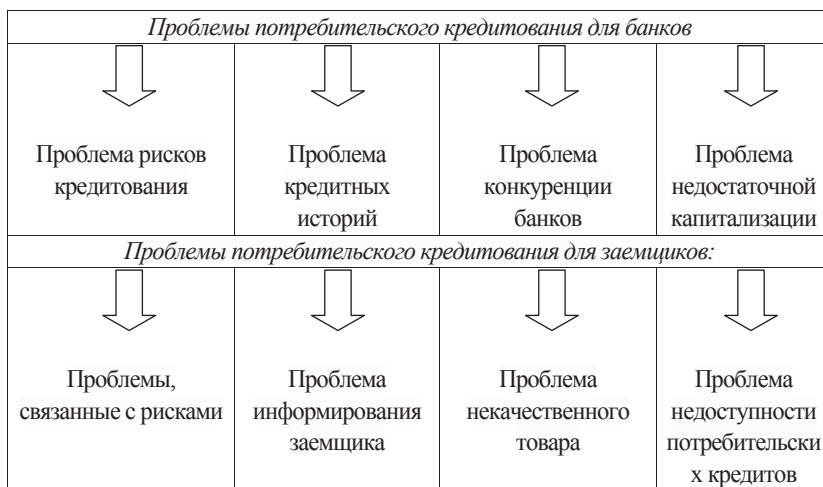 Проблемы потребительского кредитования для банков
Проблема рисков
кредитования
Проблема
кредитных
историй
Проблема
конкуренции
банков
Проблема
недостаточной
капитализации
Проблемы потребительского кредитования для заемщиков:
Проблемы,
связанные с рисками
Проблема
информирования
заемщика
Проблема
некачественного
товара
Проблема
недоступности
потребительски
х кредитов